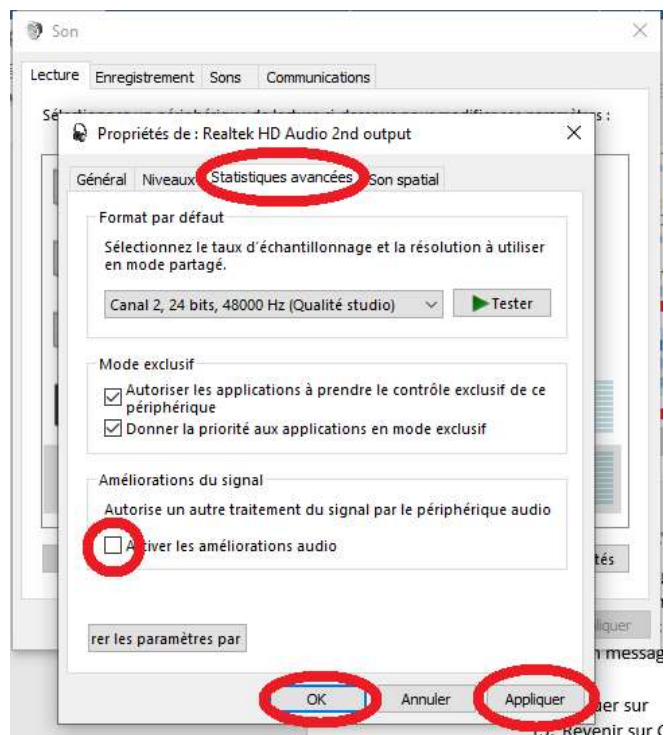 Son
Lecture Enregistrement Sons Communications
Propriétés de : Realtek HD Audio 2nd output
Général Niveaux Statistiques avancées Son spatial
Format par défaut
Sélectionnez le taux d'échantillonnage et la résolution à utiliser
en mode partagé.
Canal 2, 24 bits, 48000 Hz (Qualité studio) Tester
Mode exclusif
Autoriser les applications à prendre le contrôle exclusif de ce
périphérique
Donner la priorité aux applications en mode exclusif
Améliorations du signal
Autorise un autre traitement du signal par le périphérique audio
Activer les améliorations audio
tés
rer les paramètres par
liquer
messag
OK Annuler Appliquer
er sur
Revenir sur